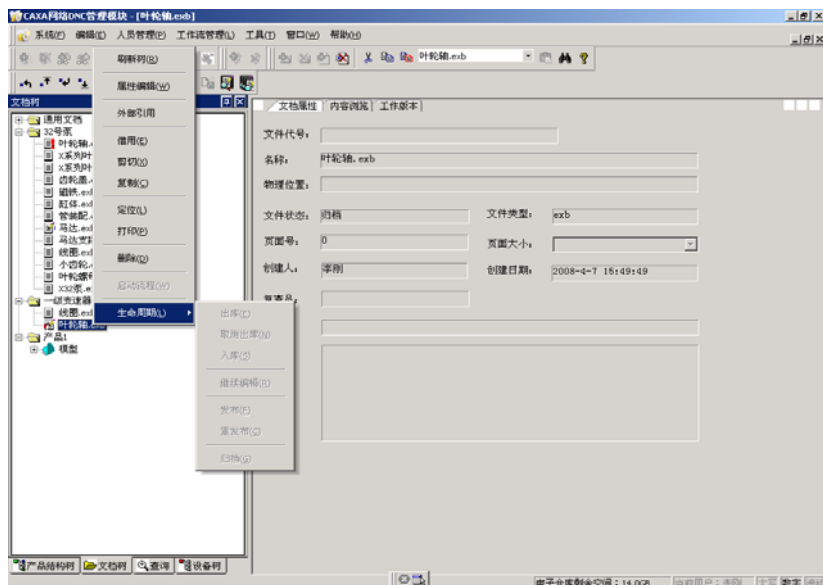 CAXA网络DNC管理模块 - [叶轮轴.exb]
系统(F) 编辑(E) 人员管理(P) 工作流管理(L) 工具(T) 窗口(W) 帮助(H)
叶轮轴.exb
文档树
通用文档
32号泵
叶轮轴.
X系列叶
X系列叶
齿轮盖.
磁铁.exb
缸体.exb
管装配.
马达.exb
马达支
线圈.exb
小齿轮.
叶轮螺
X32泵.e
一级变速器
线圈.exb
叶轮轴.exb
产品1
模型
刷新树(R)
属性编辑(W)
外部引用
借用(E)
剪切(X)
复制(C)
定位(L)
打印(P)
删除(D)
启动流程(W)
生命周期(L)
出库(C)
取消出库(N)
入库(S)
继续编辑(R)
发布(F)
重发布(C)
归档(G)
文档属性 内容浏览 工作版本
文件代号:
名称: 叶轮轴.exb
物理位置:
文件状态: 归档 文件类型: exb
页面号: 0 页面大小:
创建人: 李刚 创建日期: 2008-4-7 15:49:49
产品结构树 文档树 查询 设备树
电子仓库剩余空间:14.0GB 当前用户:李刚 大写 数字